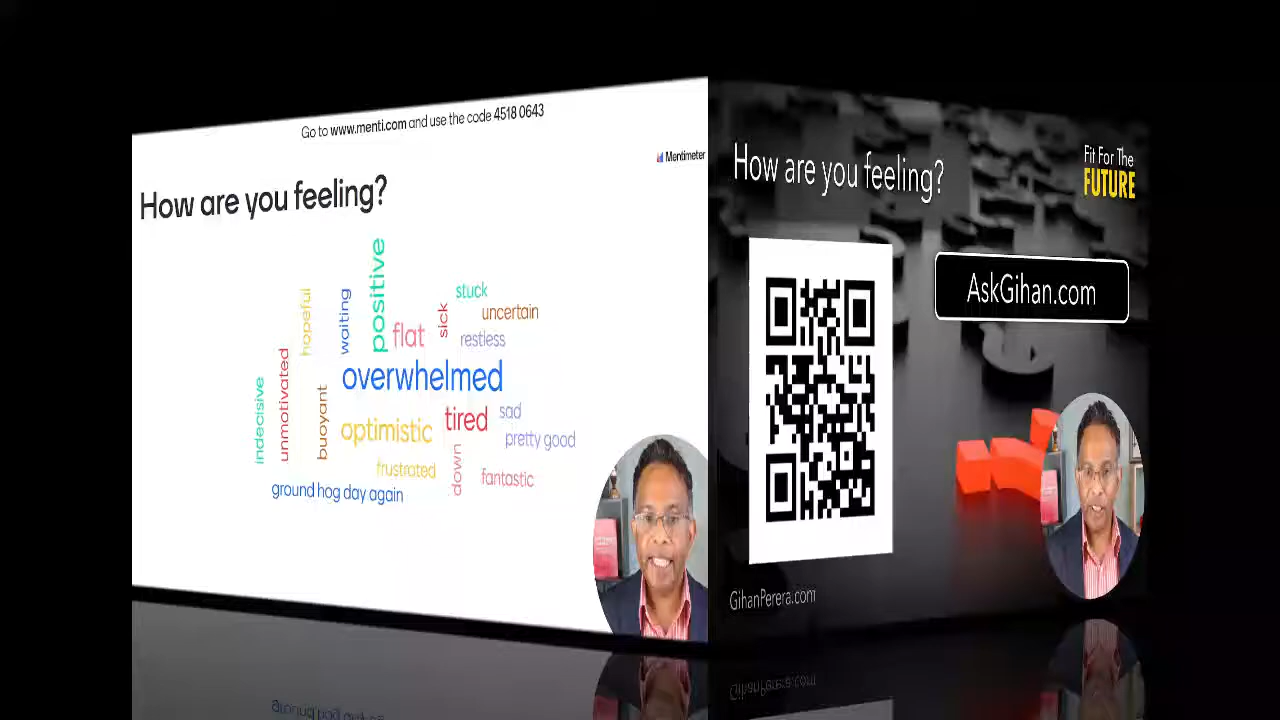 Go to www.menti.com and use the code 4518 0643
Mentimeter
How are you feeling?
positive
hopeful
waiting
stuck
sick
uncertain
flat
restless
unmotivated
indecisive
buoyant
overwhelmed
optimistic
tired
sad
pretty good
frustrated
down
fantastic
ground hog day again
How are you feeling?
Fit For The
FUTURE
AskGihan.com
GihanPerera.com